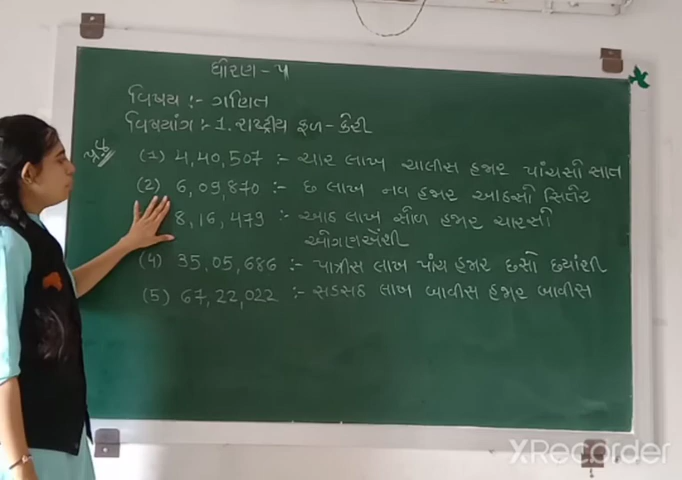 ધોરણ - ૫
વિષય :- ગણિત
વિષયાંગ :- 1. રાષ્ટ્રીય ફળ - કેરી
(1) 4,40,507 :- ચાર લાખ ચાલીસ હજાર પાંચસો સાત
(2) 6,09,870 :- છ લાખ નવ હજાર આઠસો સિત્તેર
8,16,479 :- આઠ લાખ સોળ હજાર ચારસો
ઓગણએંશી
(4) 35,05,686 :- પાત્રીસ લાખ પાંચ હજાર છસો છયાંશી
(5) 67,22,022 :- સડસઠ લાખ બાવીસ હજાર બાવીસ
XRecorder